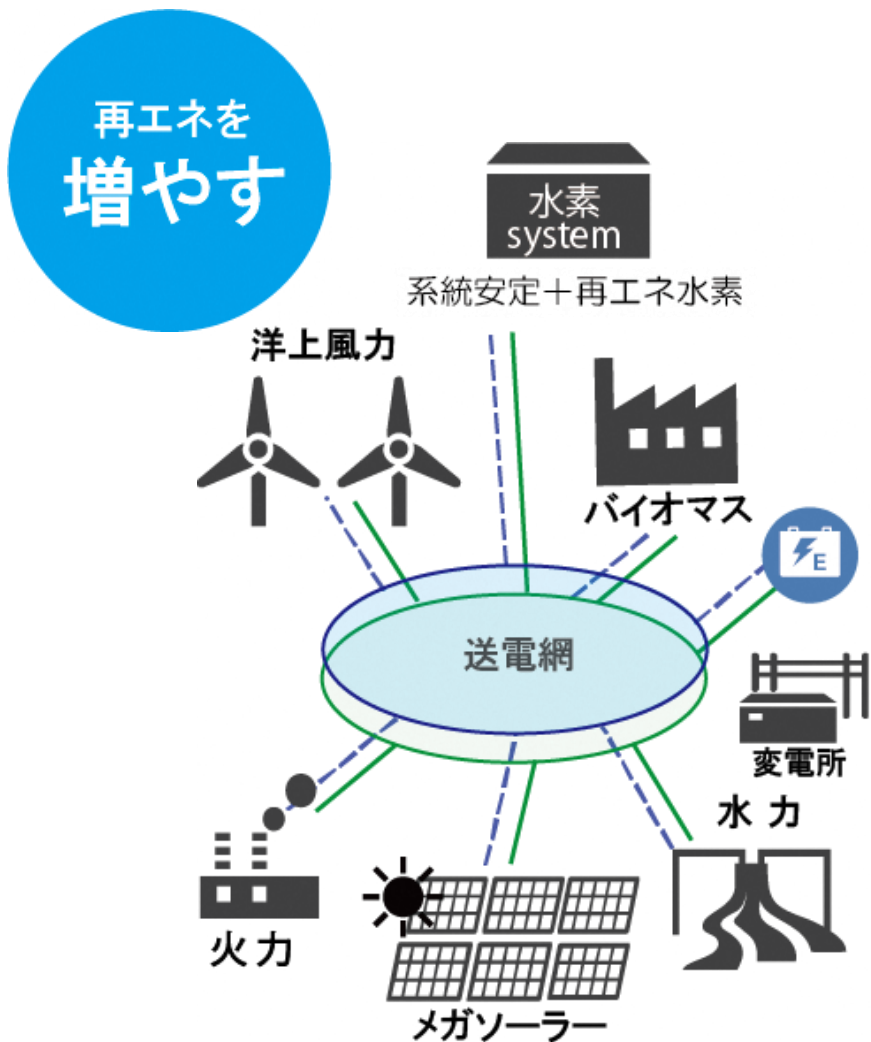 再エネを
増やす
水素
system
系統安定＋再エネ水素
洋上風力
バイオマス
E
送電網
変電所
水力
火力
メガソーラー